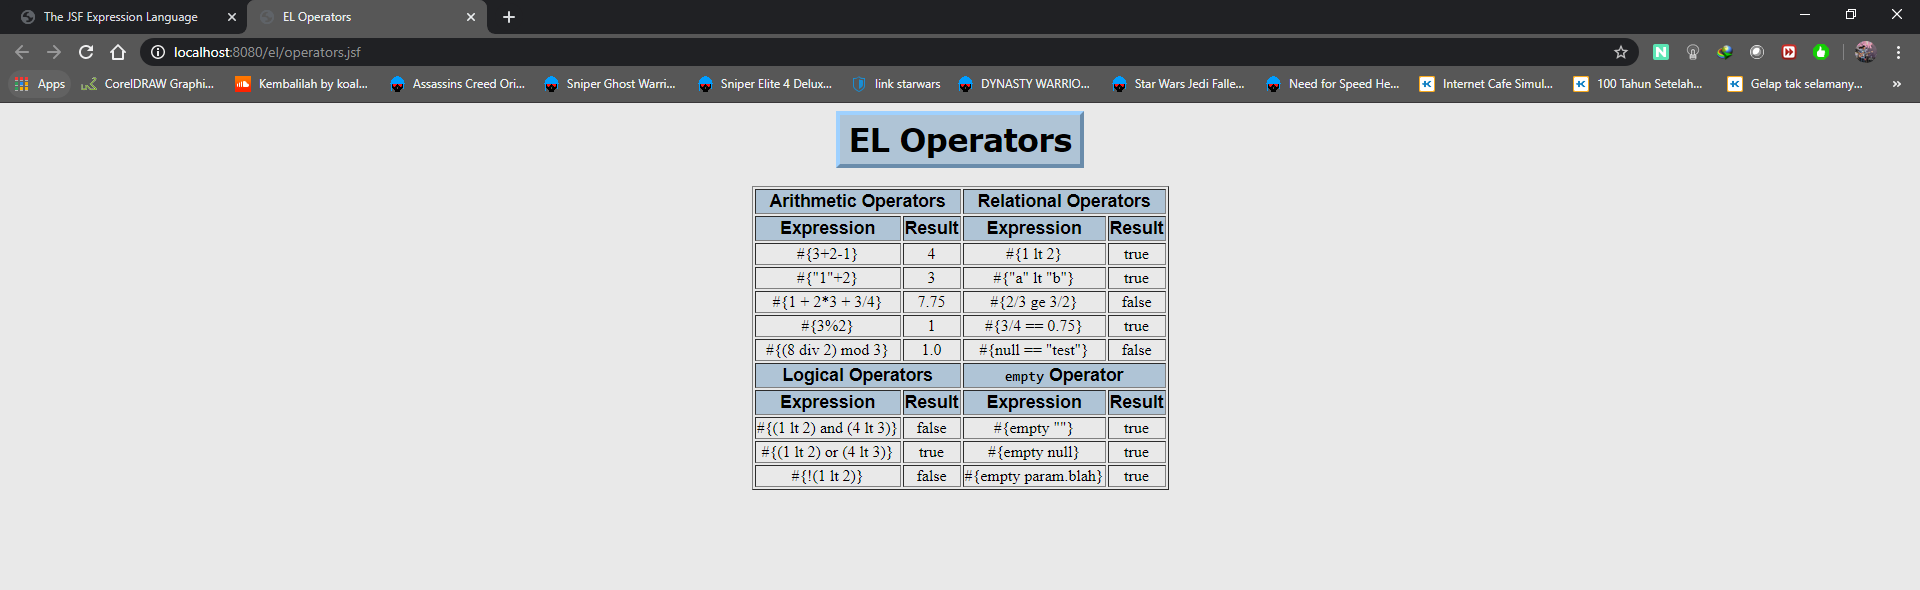 The JSF Expression Language
EL Operators
localhost:8080/el/operators.jsf
Apps CorelDRAW Graphi... Kembalilah by koal... Assassins Creed Ori... Sniper Ghost Warri... Sniper Elite 4 Delux... link starwars DYNASTY WARRIO... Star Wars Jedi Falle... Need for Speed He... Internet Cafe Simul... 100 Tahun Setelah... Gelap tak selamany... »
EL Operators
Arithmetic Operators Relational Operators
Expression Result Expression Result
#{3+2-1} 4 #{1 lt 2} true
#{"1"+2} 3 #{"a" lt "b"} true
#{1 + 2*3 + 3/4} 7.75 #{2/3 ge 3/2} false
#{3%2} 1 #{3/4 == 0.75} true
#{(8 div 2) mod 3} 1.0 #{null == "test"} false
Logical Operators empty Operator
Expression Result Expression Result
#{(1 lt 2) and (4 lt 3)} false #{empty ""} true
#{(1 lt 2) or (4 lt 3)} true #{empty null} true
#{!(1 lt 2)} false #{empty param.blah} true